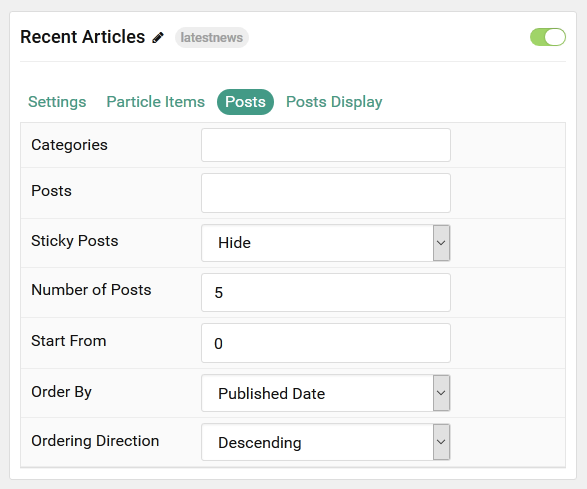 Recent Articles latestnews
Settings Particle Items Posts Posts Display
Categories
Posts
Sticky Posts Hide
Number of Posts 5
Start From 0
Order By Published Date
Ordering Direction Descending